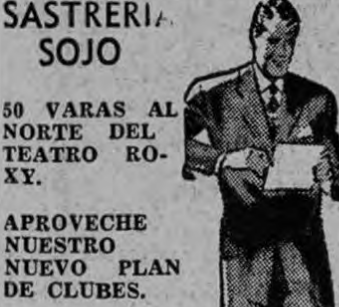 SASTRERIA
SOJO
50 VARAS AL
NORTE DEL
TEATRO RO-
XY.
APROVECHE
NUESTRO
NUEVO PLAN
DE CLUBES.